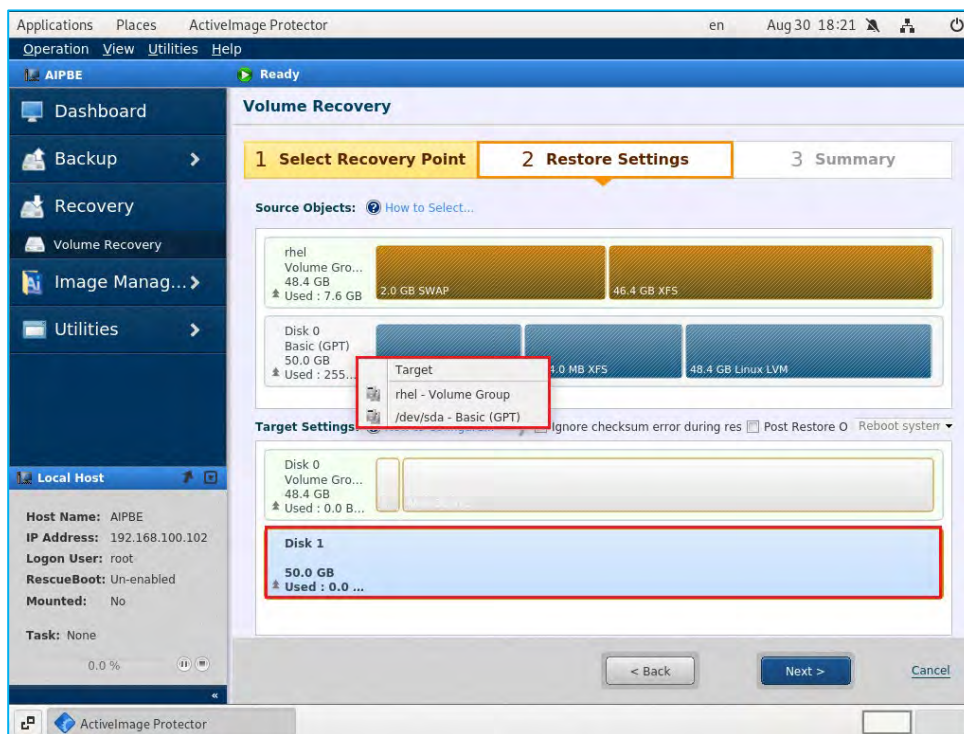 Applications Places ActiveImage Protector en Aug 30 18:21
Operation View Utilities Help
AIPBE Ready
Dashboard
Backup
Recovery
Volume Recovery
Image Manag...
Utilities
Volume Recovery
1 Select Recovery Point 2 Restore Settings 3 Summary
Source Objects: How to Select...
rhel
Volume Gro...
48.4 GB
Used : 7.6 GB
2.0 GB SWAP 46.4 GB XFS
Disk 0
Basic (GPT)
50.0 GB
Used : 255...
4.0 MB XFS 48.4 GB Linux LVM
Target
rhel - Volume Group
/dev/sda - Basic (GPT)
Target Settings: Ignore checksum error during res Post Restore O Reboot system
Disk 0
Volume Gro...
48.4 GB
Used : 0.0 B...
Disk 1
50.0 GB
Used : 0.0 ...
Local Host
Host Name: AIPBE
IP Address: 192.168.100.102
Logon User: root
RescueBoot: Un-enabled
Mounted: No
Task: None
0.0 %
«
< Back Next > Cancel
ActiveImage Protector